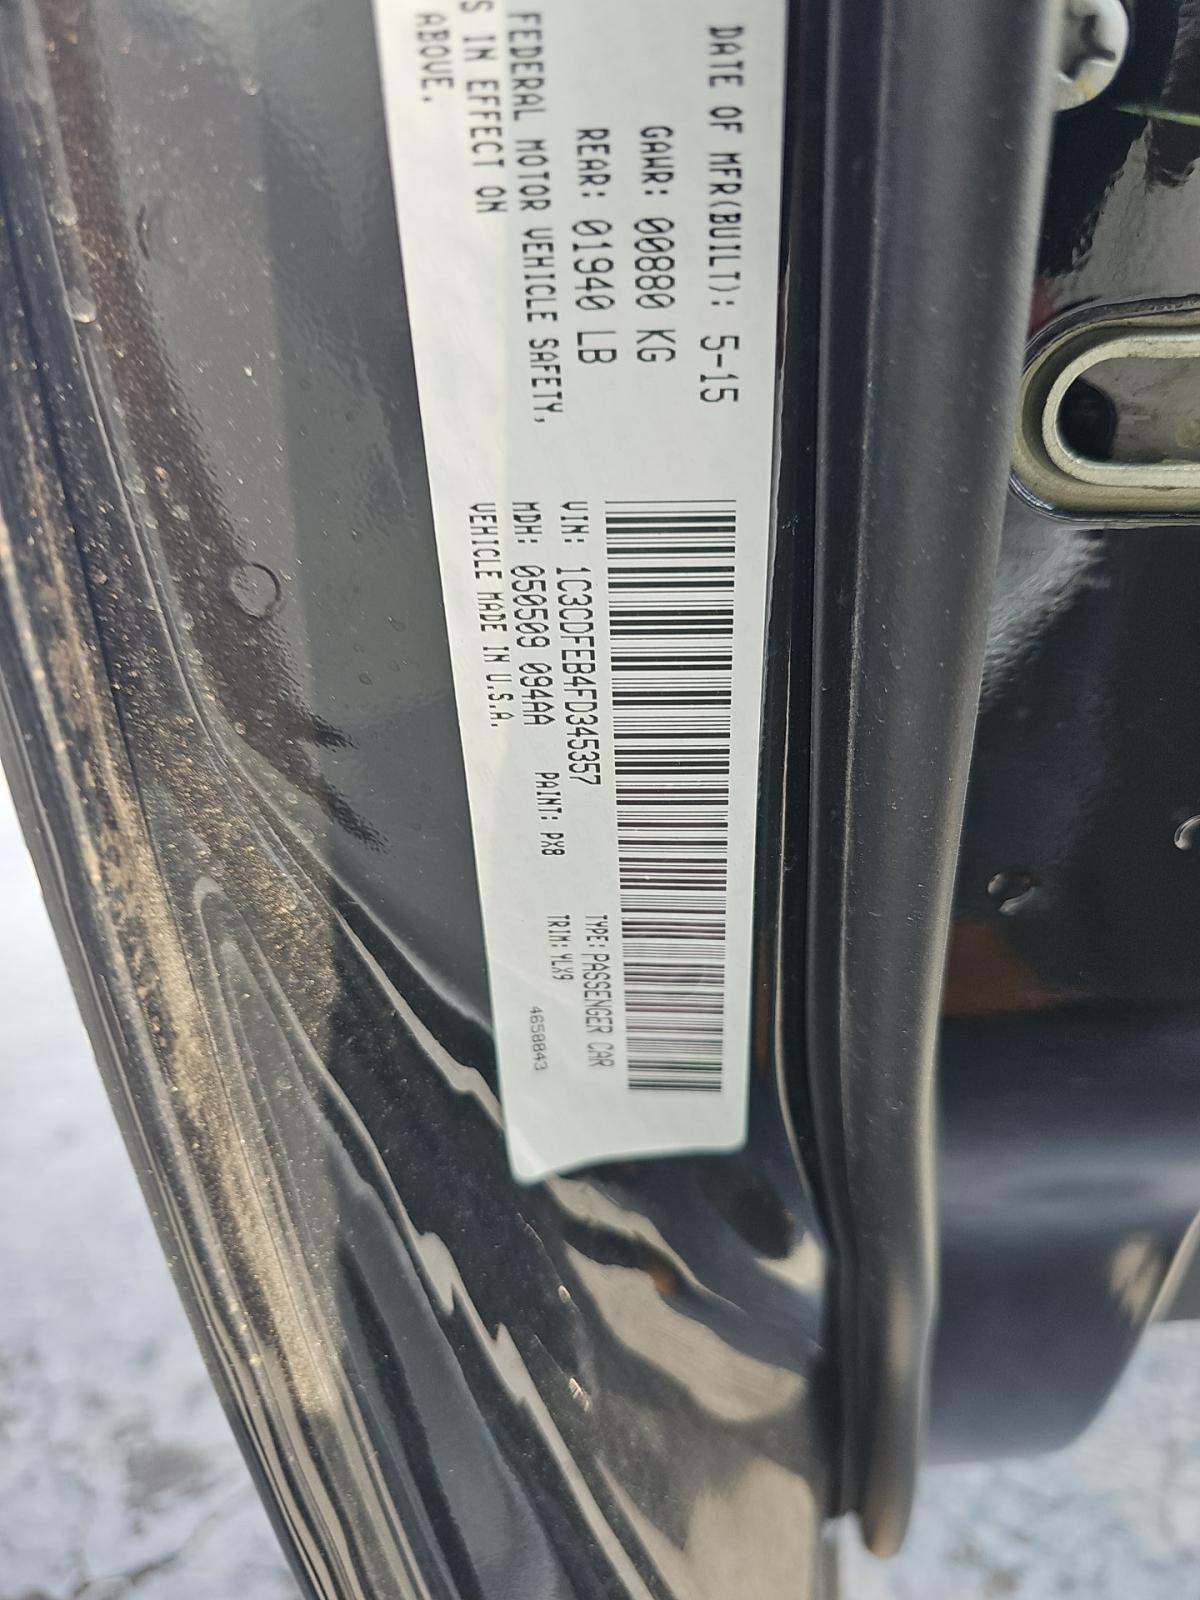 DATE OF MFR(BUILT): 5-15
GAWR: 00880 KG
REAR: 01940 LB
FEDERAL MOTOR VEHICLE SAFETY,
S IN EFFECT ON
ABOVE.
VIN: 1C3CDFEB4FD345357
TYPE: PASSENGER CAR
MDH: 050509 094AA
PAINT: PX8
TRIM: YLX9
VEHICLE MADE IN U.S.A.
4658843